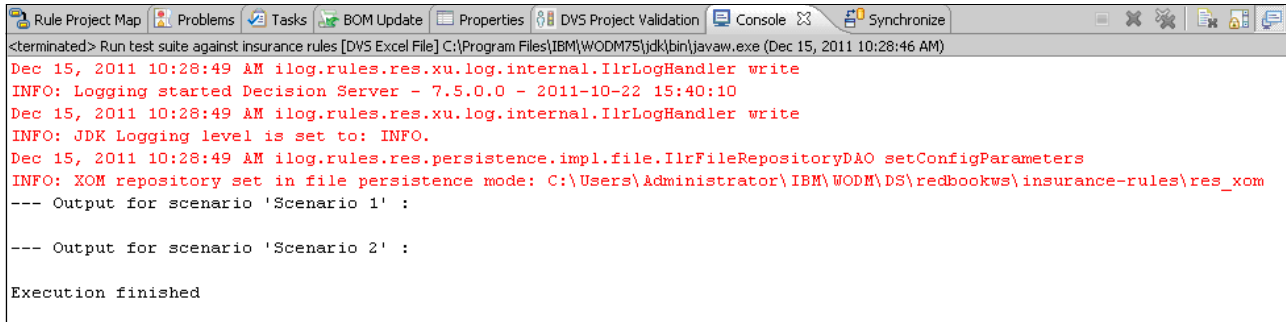 Rule Project Map Problems Tasks BOM Update Properties DVS Project Validation Console Synchronize
<terminated> Run test suite against insurance rules [DVS Excel File] C:\Program Files\IBM\WODM75\jdk\bin\javaw.exe (Dec 15, 2011 10:28:46 AM)
Dec 15, 2011 10:28:49 AM ilog.rules.res.xu.log.internal.IlrLogHandler write
INFO: Logging started Decision Server - 7.5.0.0 - 2011-10-22 15:40:10
Dec 15, 2011 10:28:49 AM ilog.rules.res.xu.log.internal.IlrLogHandler write
INFO: JDK Logging level is set to: INFO.
Dec 15, 2011 10:28:49 AM ilog.rules.res.persistence.impl.file.IlrFileRepositoryDAO setConfigParameters
INFO: XOM repository set in file persistence mode: C:\Users\Administrator\IBM\WODM\DS\redbookws\insurance-rules\res_xom
--- Output for scenario 'Scenario 1' :
--- Output for scenario 'Scenario 2' :
Execution finished